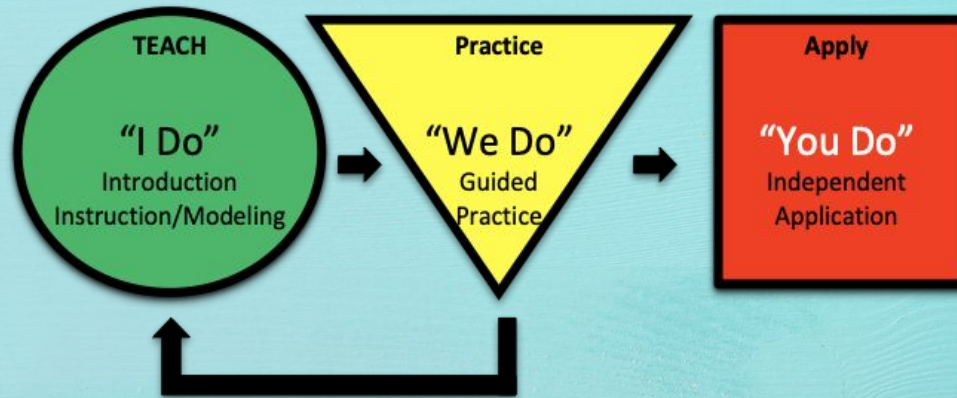 TEACH
“I Do”
Introduction
Instruction/Modeling
Practice
“We Do”
Guided
Practice
Apply
“You Do”
Independent
Application